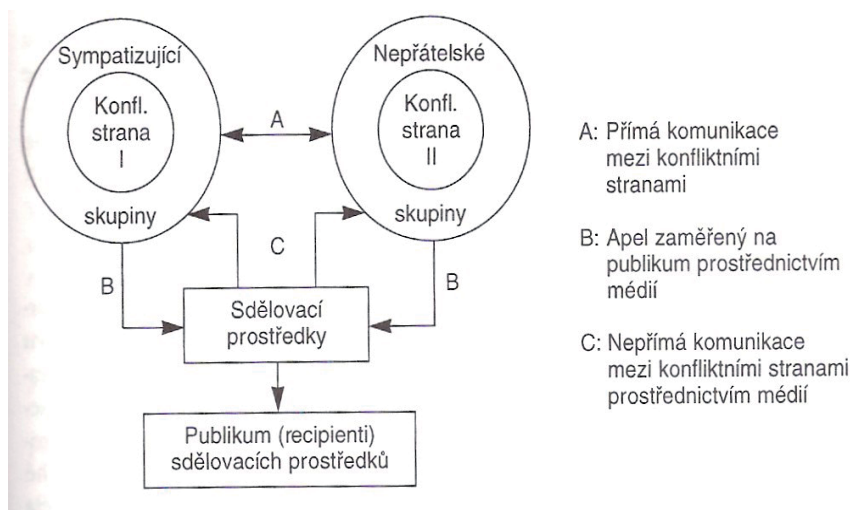 Sympatizující
Konfl.
strana
I
skupiny
Nepřátelské
Konfl.
strana
II
skupiny
A
B
C
B
Sdělovací
prostředky
Publikum (recipienti)
sdělovacích prostředků
A: Přímá komunikace
mezi konfliktními
stranami
B: Apel zaměřený na
publikum prostřednictvím
médií
C: Nepřímá komunikace
mezi konfliktními stranami
prostřednictvím médií